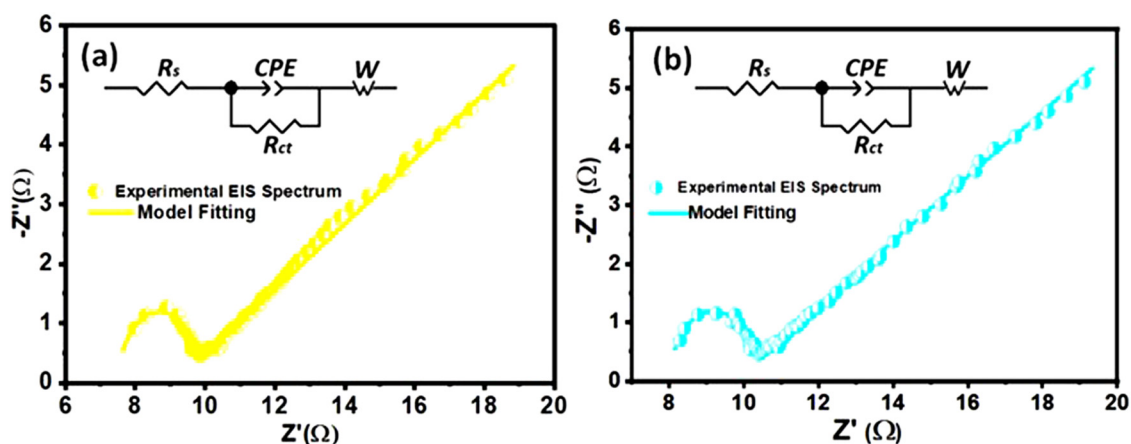 (a)
Rs
CPE
W
Rct
Experimental EIS Spectrum
Model Fitting
-Z''(Ω)
6
5
4
3
2
1
0
6 8 10 12 14 16 18 20
Z'(Ω)
(b)
Rs
CPE
W
Rct
Experimental EIS Spectrum
Model Fitting
-Z'' (Ω)
6
5
4
3
2
1
0
8 10 12 14 16 18 20
Z' (Ω)